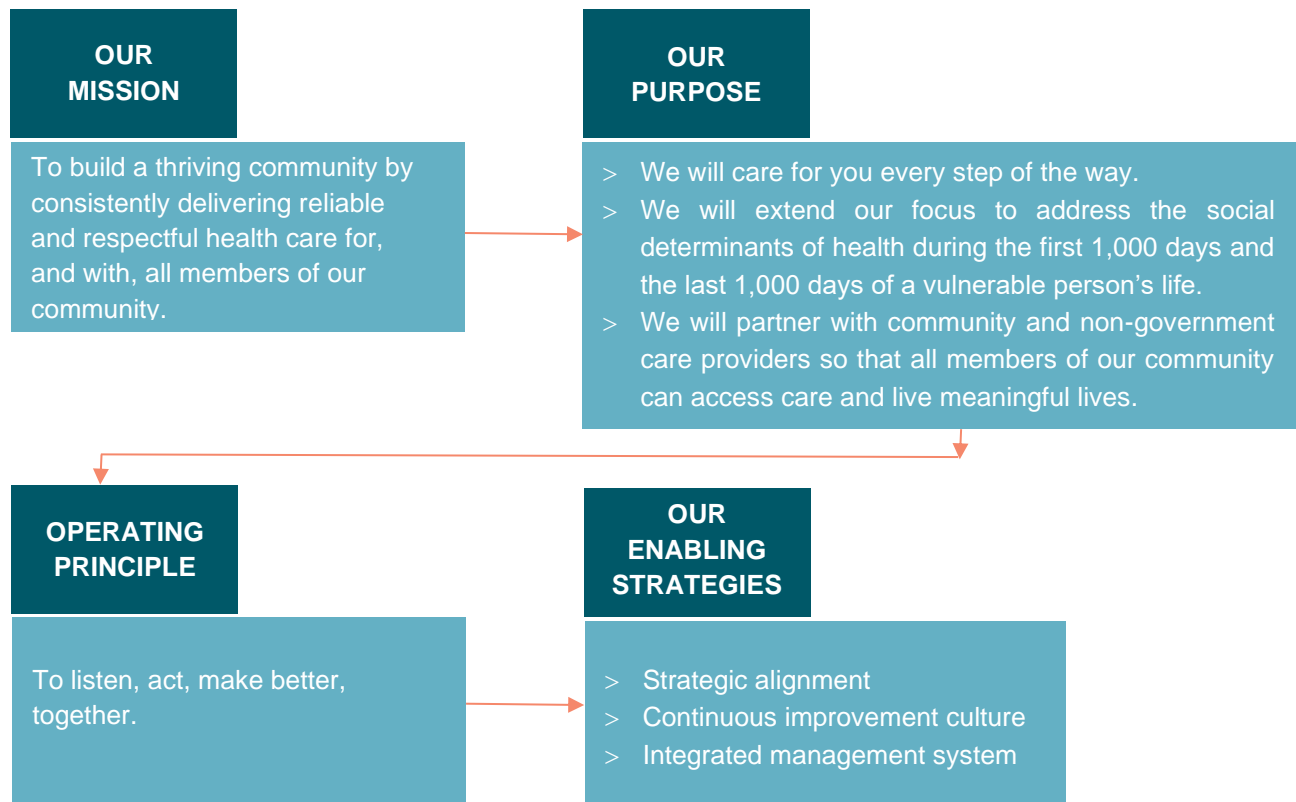 OUR
MISSION
To build a thriving community by
consistently delivering reliable
and respectful health care for,
and with, all members of our
community.
OUR
PURPOSE
> We will care for you every step of the way.
> We will extend our focus to address the social
determinants of health during the first 1,000 days and
the last 1,000 days of a vulnerable person’s life.
> We will partner with community and non-government
care providers so that all members of our community
can access care and live meaningful lives.
OPERATING
PRINCIPLE
To listen, act, make better,
together.
OUR
ENABLING
STRATEGIES
> Strategic alignment
> Continuous improvement culture
> Integrated management system